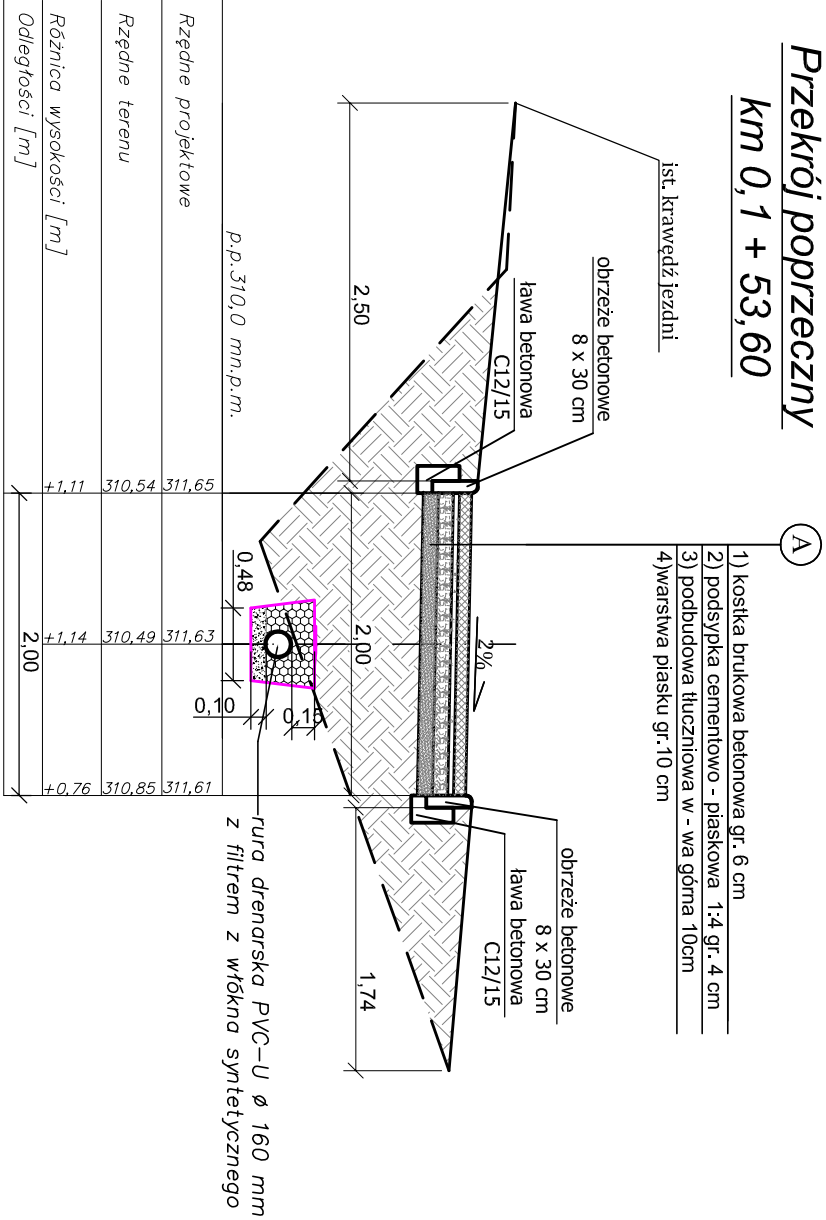 Przekrój poprzeczny
km 0,1 + 53,60
A
1) kostka brukowa betonowa gr. 6 cm
2) podsypka cementowo - piaskowa 1:4 gr. 4 cm
3) podbudowa tłuczniowa w - wa górna 10cm
4)warstwa piasku gr.10 cm
ist. krawędź jezdni
obrzeże betonowe
8 x 30 cm
ława betonowa
C12/15
2%
obrzeże betonowe
8 x 30 cm
ława betonowa
C12/15
2,50
2,00
1,74
0,48
0,10
0,15
rura drenarska PVC-U ø 160 mm
z filtrem z włókna syntetycznego
p.p.310,0 mn.p.m.
Rzędne projektowe 311,65 311,63 311,61
Rzędne terenu 310,54 310,49 310,85
Różnica wysokości [m] +1,11 +1,14 +0,76
Odległości [m] 2,00